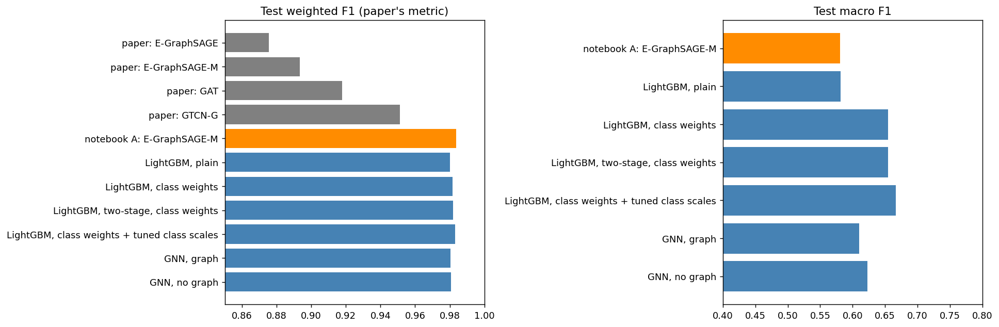 Test weighted F1 (paper's metric)
paper: E-GraphSAGE
paper: E-GraphSAGE-M
paper: GAT
paper: GTCN-G
notebook A: E-GraphSAGE-M
LightGBM, plain
LightGBM, class weights
LightGBM, two-stage, class weights
LightGBM, class weights + tuned class scales
GNN, graph
GNN, no graph
0.86 0.88 0.90 0.92 0.94 0.96 0.98 1.00
Test macro F1
notebook A: E-GraphSAGE-M
LightGBM, plain
LightGBM, class weights
LightGBM, two-stage, class weights
LightGBM, class weights + tuned class scales
GNN, graph
GNN, no graph
0.40 0.45 0.50 0.55 0.60 0.65 0.70 0.75 0.80